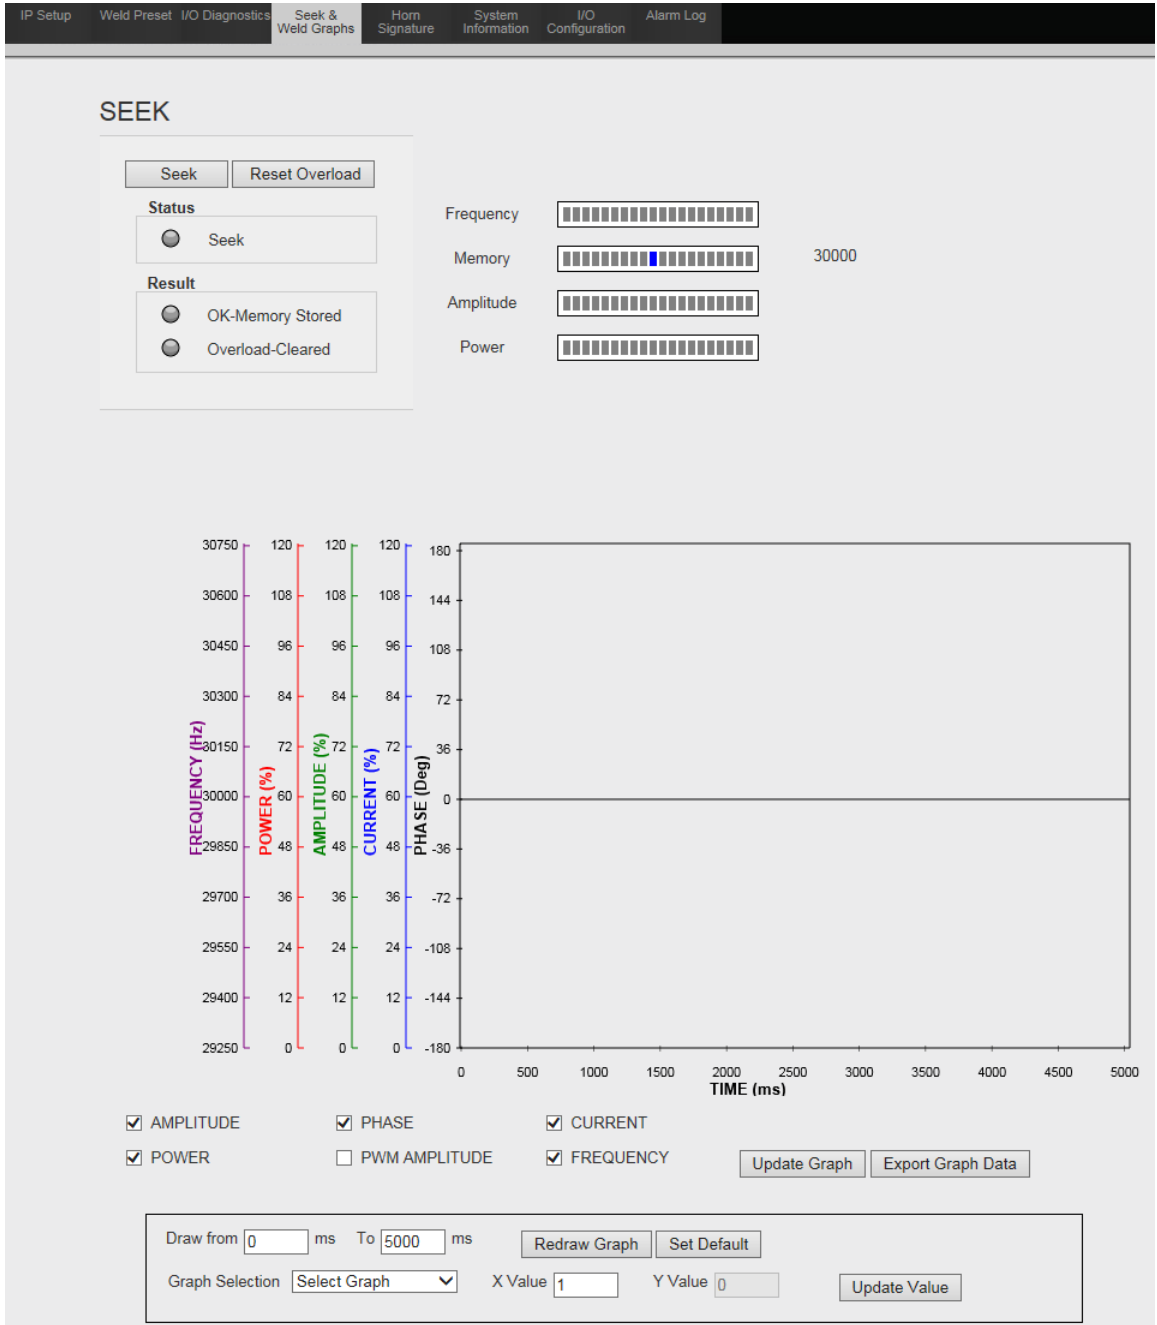 IP Setup Weld Preset I/O Diagnostics Seek & Horn System I/O Alarm Log
Weld Graphs Signature Information Configuration
SEEK
Seek Reset Overload
Status
Seek
Result
OK-Memory Stored
Overload-Cleared
Frequency
Memory 30000
Amplitude
Power
30750 120 120 120 180
30600 108 108 108 144
30450 96 96 96 108
30300 84 84 84 72
30150 72 72 72 36
30000 60 60 60 0
29850 48 48 48 -36
29700 36 36 36 -72
29550 24 24 24 -108
29400 12 12 12 -144
29250 0 0 0 -180
FREQUENCY (Hz)
POWER (%)
AMPLITUDE (%)
CURRENT (%)
PHASE (Deg)
0 500 1000 1500 2000 2500 3000 3500 4000 4500 5000
TIME (ms)
AMPLITUDE PHASE CURRENT
POWER PWM AMPLITUDE FREQUENCY Update Graph Export Graph Data
Draw from 0 ms To 5000 ms Redraw Graph Set Default
Graph Selection Select Graph X Value 1 Y Value 0 Update Value